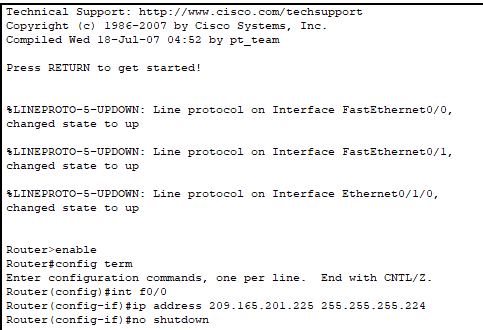 Technical Support: http://www.cisco.com/techsupport
Copyright (c) 1986-2007 by Cisco Systems, Inc.
Compiled Wed 18-Jul-07 04:52 by pt_team
Press RETURN to get started!
%LINEPROTO-5-UPDOWN: Line protocol on Interface FastEthernet0/0,
changed state to up
%LINEPROTO-5-UPDOWN: Line protocol on Interface FastEthernet0/1,
changed state to up
%LINEPROTO-5-UPDOWN: Line protocol on Interface Ethernet0/1/0,
changed state to up
Router>enable
Router#config term
Enter configuration commands, one per line.  End with CNTL/Z.
Router(config)#int f0/0
Router(config-if)#ip address 209.165.201.225 255.255.255.224
Router(config-if)#no shutdown